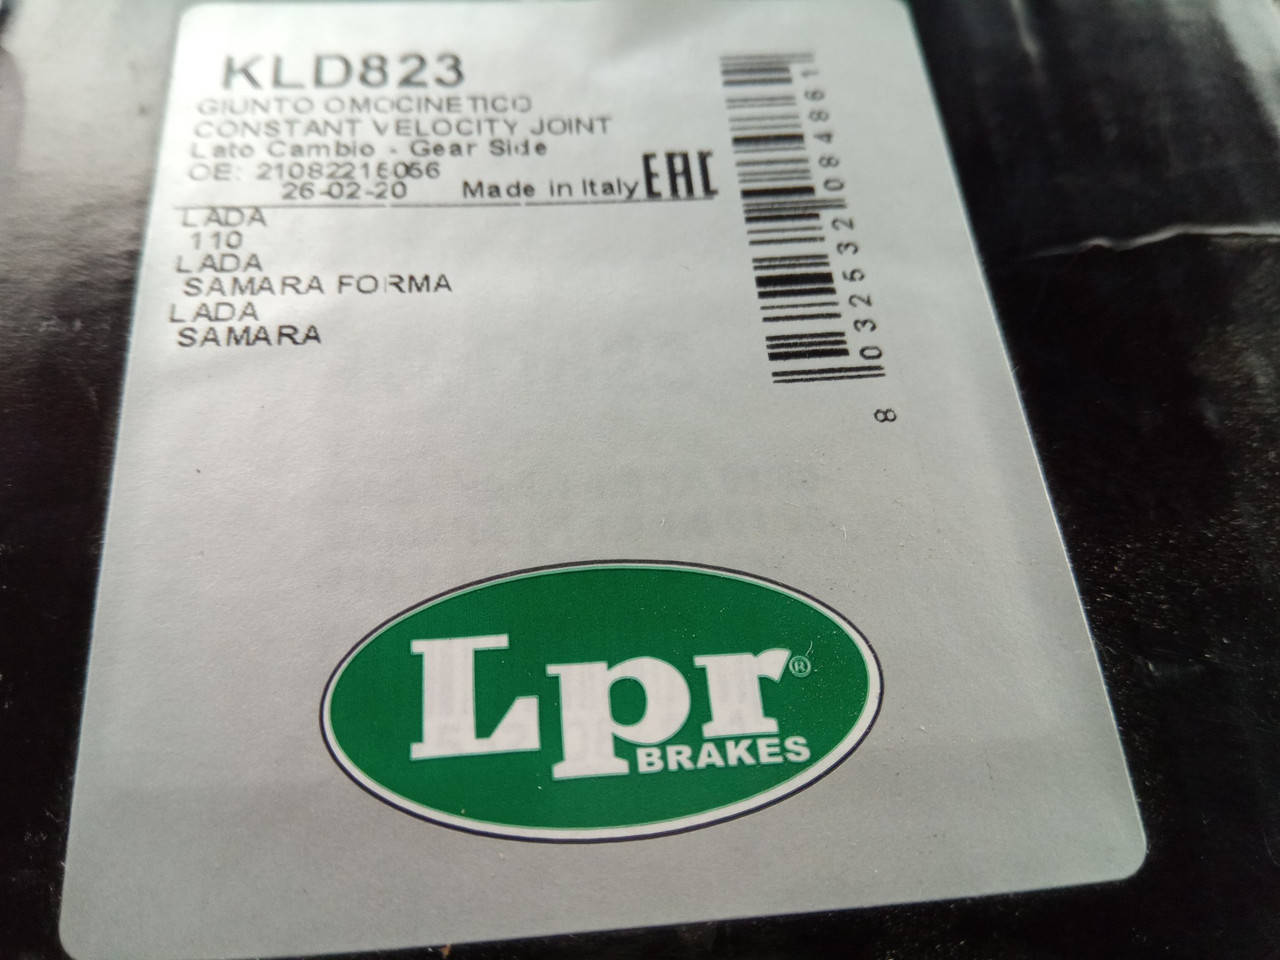 KLD823
GIUNTO OMOCINETICO
CONSTANT VELOCITY JOINT
Lato Cambio - Gear Side
OE: 21082215056
26-02-20 Made in Italy EAC
LADA
110
LADA
SAMARA FORMA
LADA
SAMARA
8 032532 084861
Lpr®
BRAKES